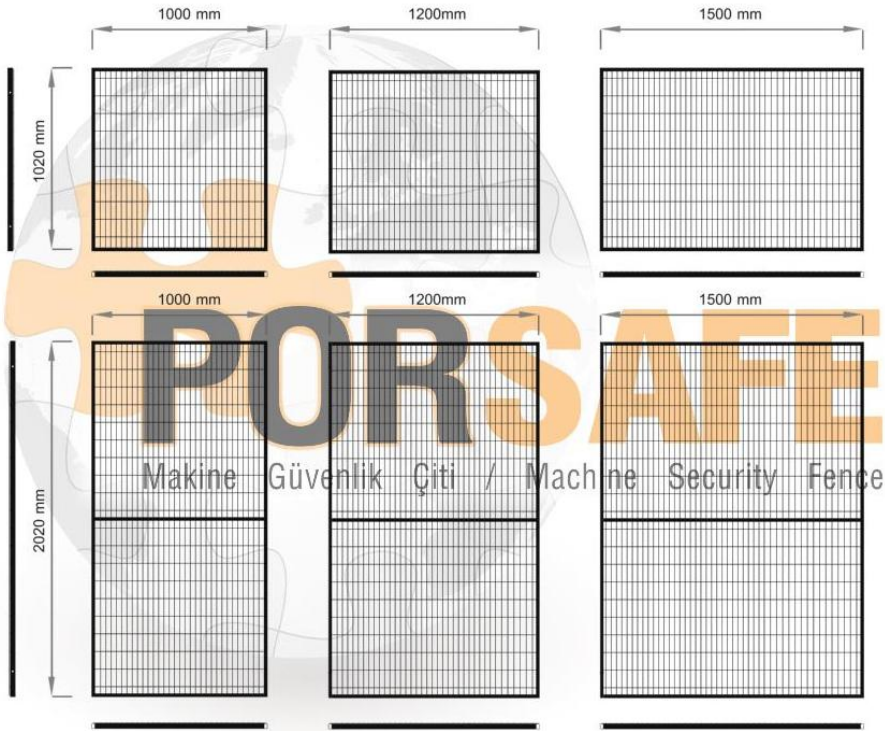 1000 mm 1200mm 1500 mm
1020 mm
1000 mm 1200mm 1500 mm
PORSAFE
Makine Güvenlik Çiti / Machine Security Fence
2020 mm